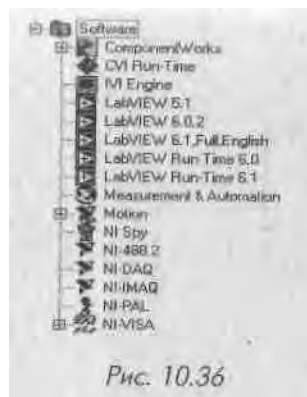 Software
ComponentWorks
CVI Run-Time
IVI Engine
LabVIEW 5.1
LabVIEW 6.0.2
LabVIEW 6.1,Full,English
LabVIEW Run-Time 6.0
LabVIEW Run-Time 6.1
Measurement & Automation
Motion
NI Spy
NI-488.2
NI-DAQ
NI-IMAQ
NI-PAL
NI-VISA
Рис. 10.36